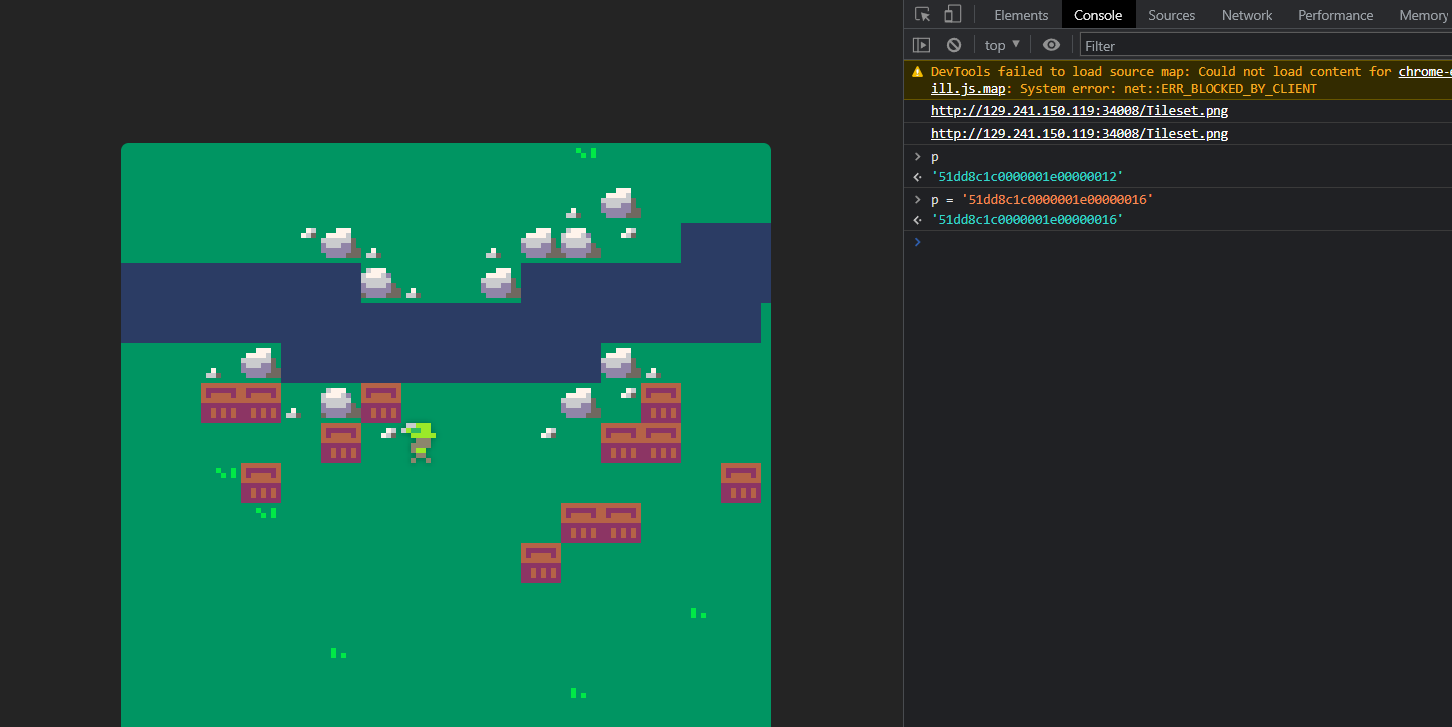 Elements Console Sources Network Performance Memory
top ▼ Filter
DevTools failed to load source map: Could not load content for chrome-e
ill.js.map: System error: net::ERR_BLOCKED_BY_CLIENT
http://129.241.150.119:34008/Tileset.png
http://129.241.150.119:34008/Tileset.png
> p
'51dd8c1c0000001e00000012'
> p = '51dd8c1c0000001e00000016'
'51dd8c1c0000001e00000016'
>